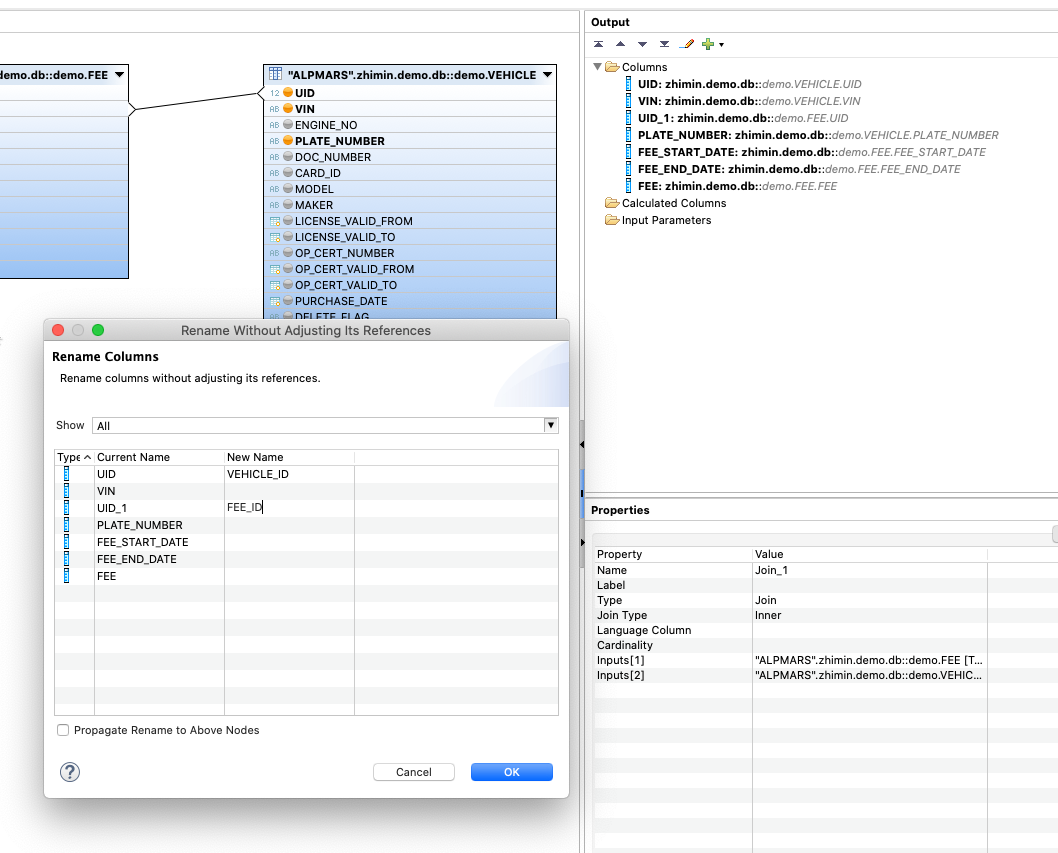 demo.db::demo.FEE
"ALPMARS".zhimin.demo.db::demo.VEHICLE
12 UID
AB VIN
AB ENGINE_NO
AB PLATE_NUMBER
AB DOC_NUMBER
AB CARD_ID
AB MODEL
AB MAKER
LICENSE_VALID_FROM
LICENSE_VALID_TO
AB OP_CERT_NUMBER
OP_CERT_VALID_FROM
OP_CERT_VALID_TO
PURCHASE_DATE
AB DELETE_FLAG
Rename Without Adjusting Its References
Rename Columns
Rename columns without adjusting its references.
Show All
Type Current Name New Name
UID VEHICLE_ID
VIN
UID_1 FEE_ID
PLATE_NUMBER
FEE_START_DATE
FEE_END_DATE
FEE
Propagate Rename to Above Nodes
? Cancel OK
Output
Columns
UID: zhimin.demo.db::demo.VEHICLE.UID
VIN: zhimin.demo.db::demo.VEHICLE.VIN
UID_1: zhimin.demo.db::demo.FEE.UID
PLATE_NUMBER: zhimin.demo.db::demo.VEHICLE.PLATE_NUMBER
FEE_START_DATE: zhimin.demo.db::demo.FEE.FEE_START_DATE
FEE_END_DATE: zhimin.demo.db::demo.FEE.FEE_END_DATE
FEE: zhimin.demo.db::demo.FEE.FEE
Calculated Columns
Input Parameters
Properties
Property Value
Name Join_1
Label
Type Join
Join Type Inner
Language Column
Cardinality
Inputs[1] "ALPMARS".zhimin.demo.db::demo.FEE [T...
Inputs[2] "ALPMARS".zhimin.demo.db::demo.VEHIC...